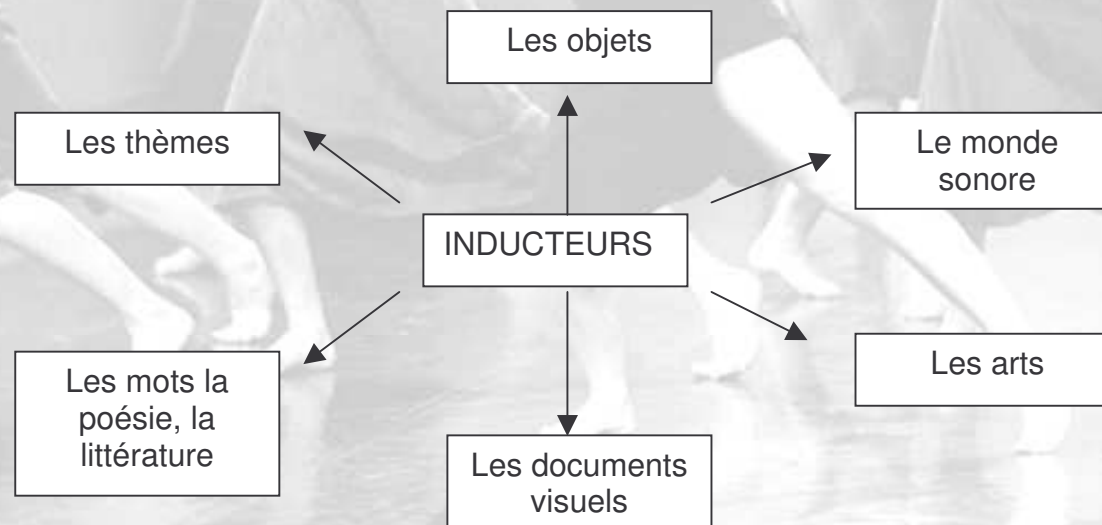 Les objets
Les thèmes
Le monde
sonore
INDUCTEURS
Les mots la
poésie, la
littérature
Les arts
Les documents
visuels